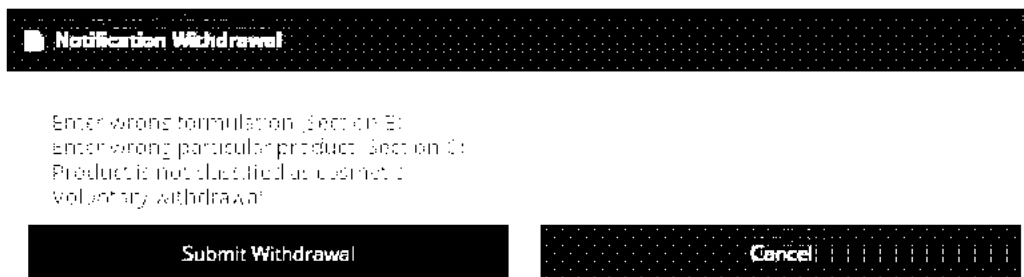 Notification Withdrawal
Enter wrong formulation (Section B)
Enter wrong particular product (Section C)
Product is not classified as cosmetic
Voluntary withdrawal
Submit Withdrawal
Cancel